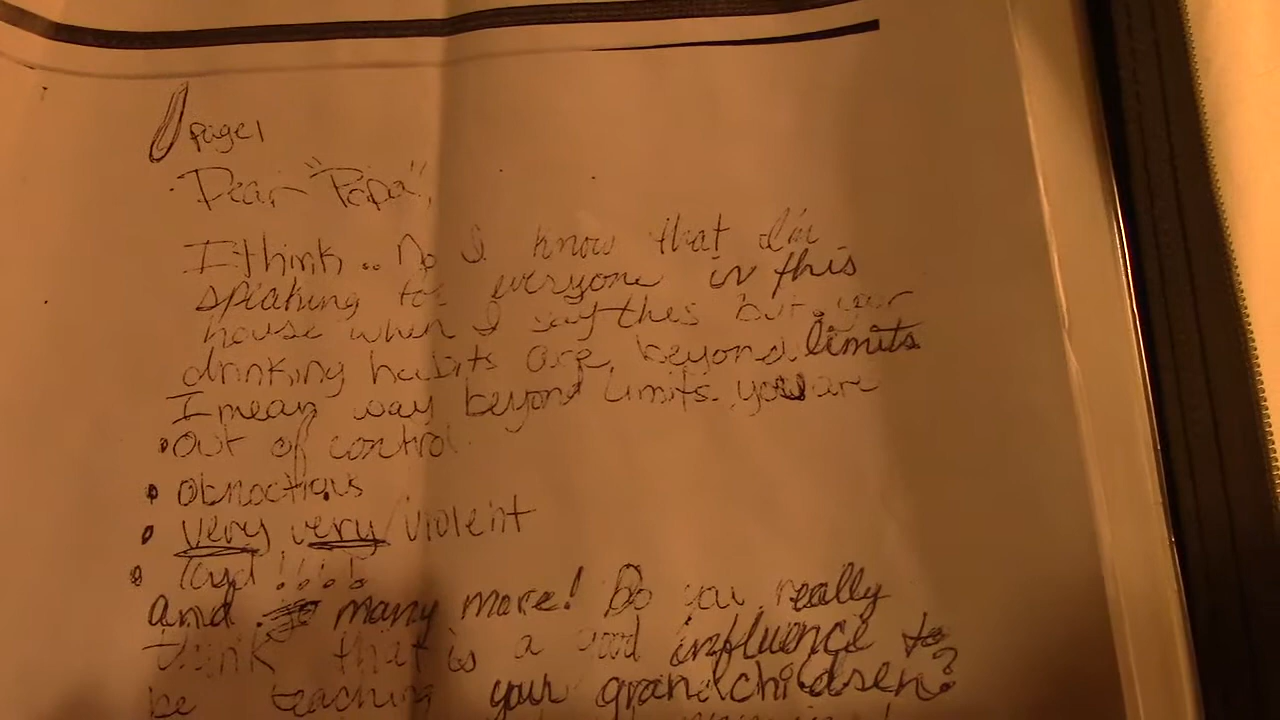 page 1
Dear "Papa",
I think.. No I know that I'm
speaking for everyone in this
house when I say this but your
drinking habits are beyond limits
I mean way beyond limits. you are
• Out of control
• obnoctious
• very very violent
• loud !!!!
and many more! Do you really
think that is a good influence to
be teaching your grandchildren?